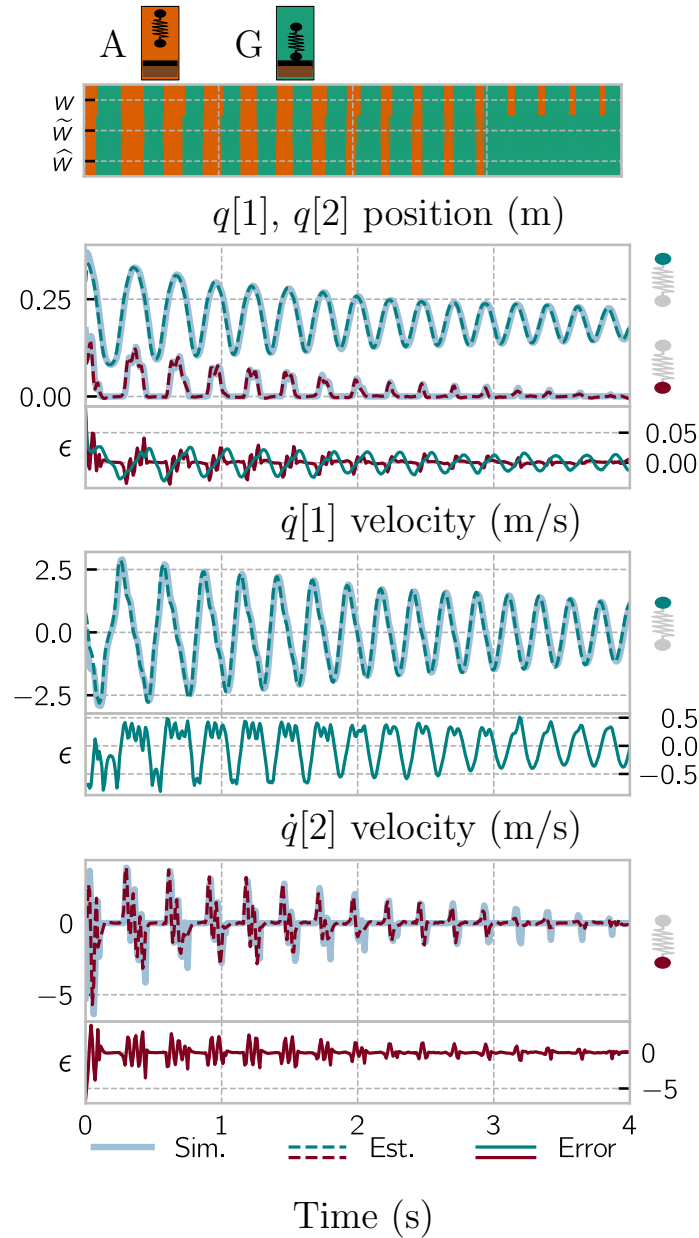 A G
w
w̃
ŵ
q[1], q[2] position (m)
0.25
0.00
ϵ
0.05
0.00
q̇[1] velocity (m/s)
2.5
0.0
−2.5
ϵ
0.5
0.0
−0.5
q̇[2] velocity (m/s)
0
−5
ϵ
0
−5
0 1 2 3 4
Sim. Est. Error
Time (s)